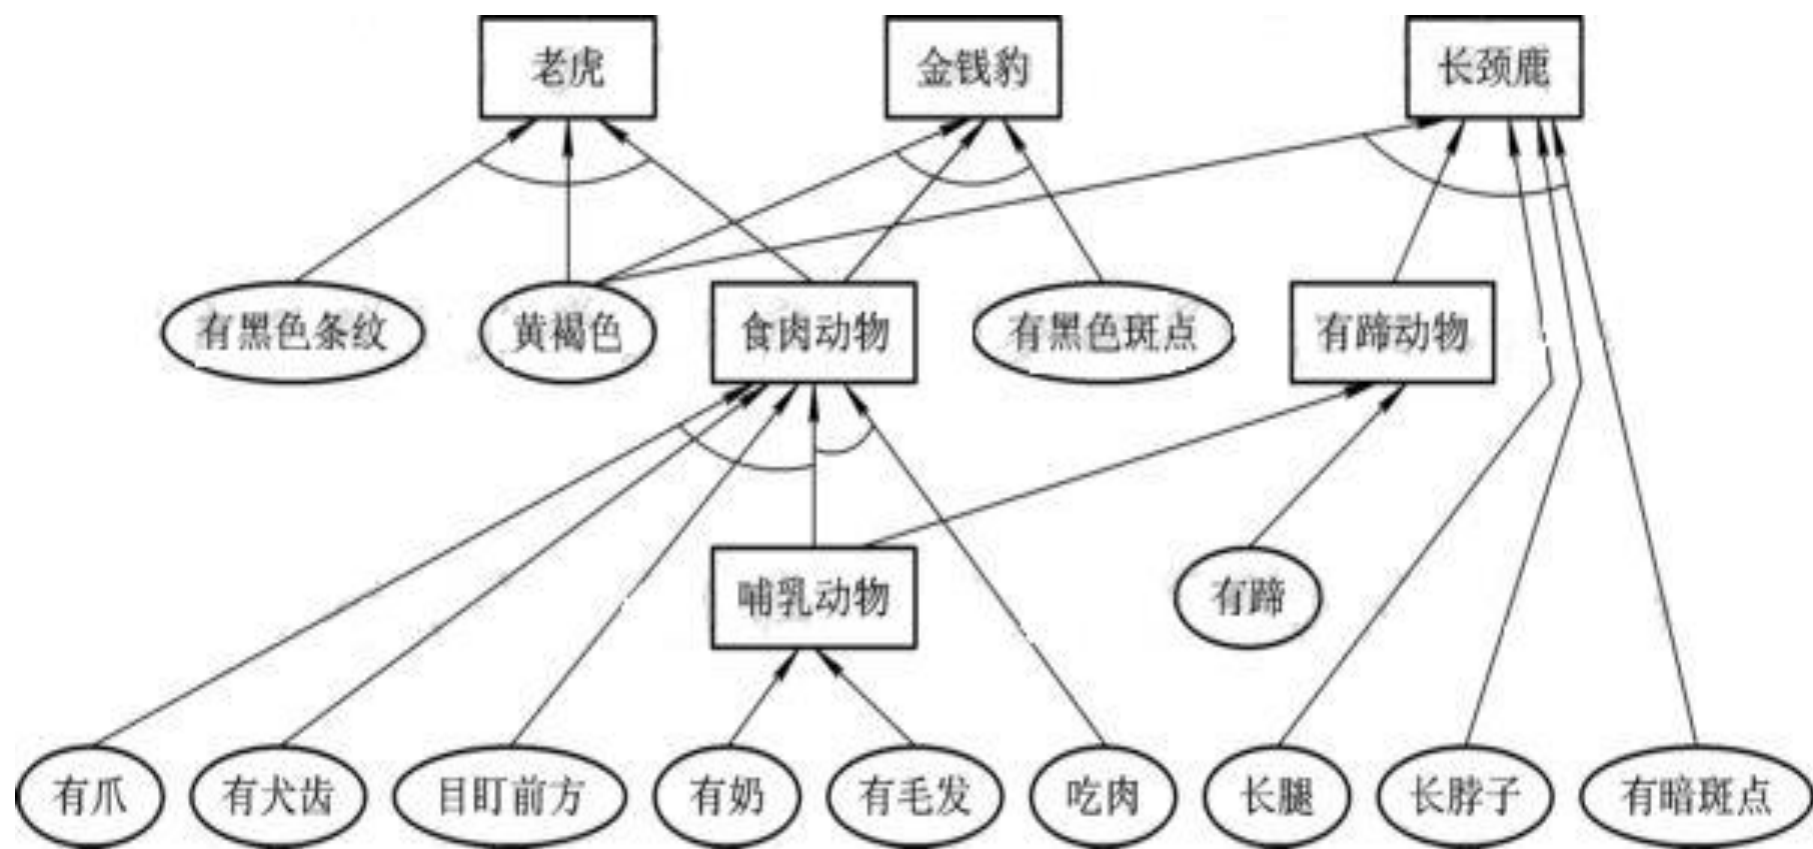 老虎
金钱豹
长颈鹿
有黑色条纹
黄褐色
食肉动物
有黑色斑点
有蹄动物
哺乳动物
有蹄
有爪
有犬齿
目盯前方
有奶
有毛发
吃肉
长腿
长脖子
有暗斑点